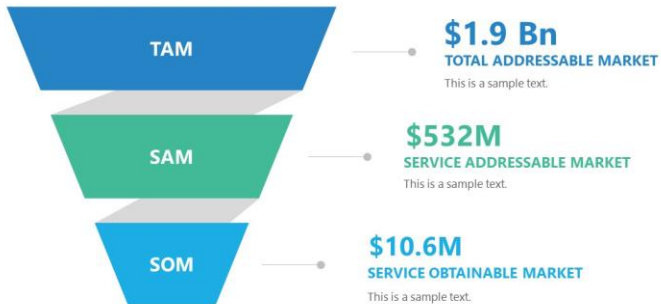 TAM
$1.9 Bn
TOTAL ADDRESSABLE MARKET
This is a sample text.
SAM
$532M
SERVICE ADDRESSABLE MARKET
This is a sample text.
SOM
$10.6M
SERVICE OBTAINABLE MARKET
This is a sample text.